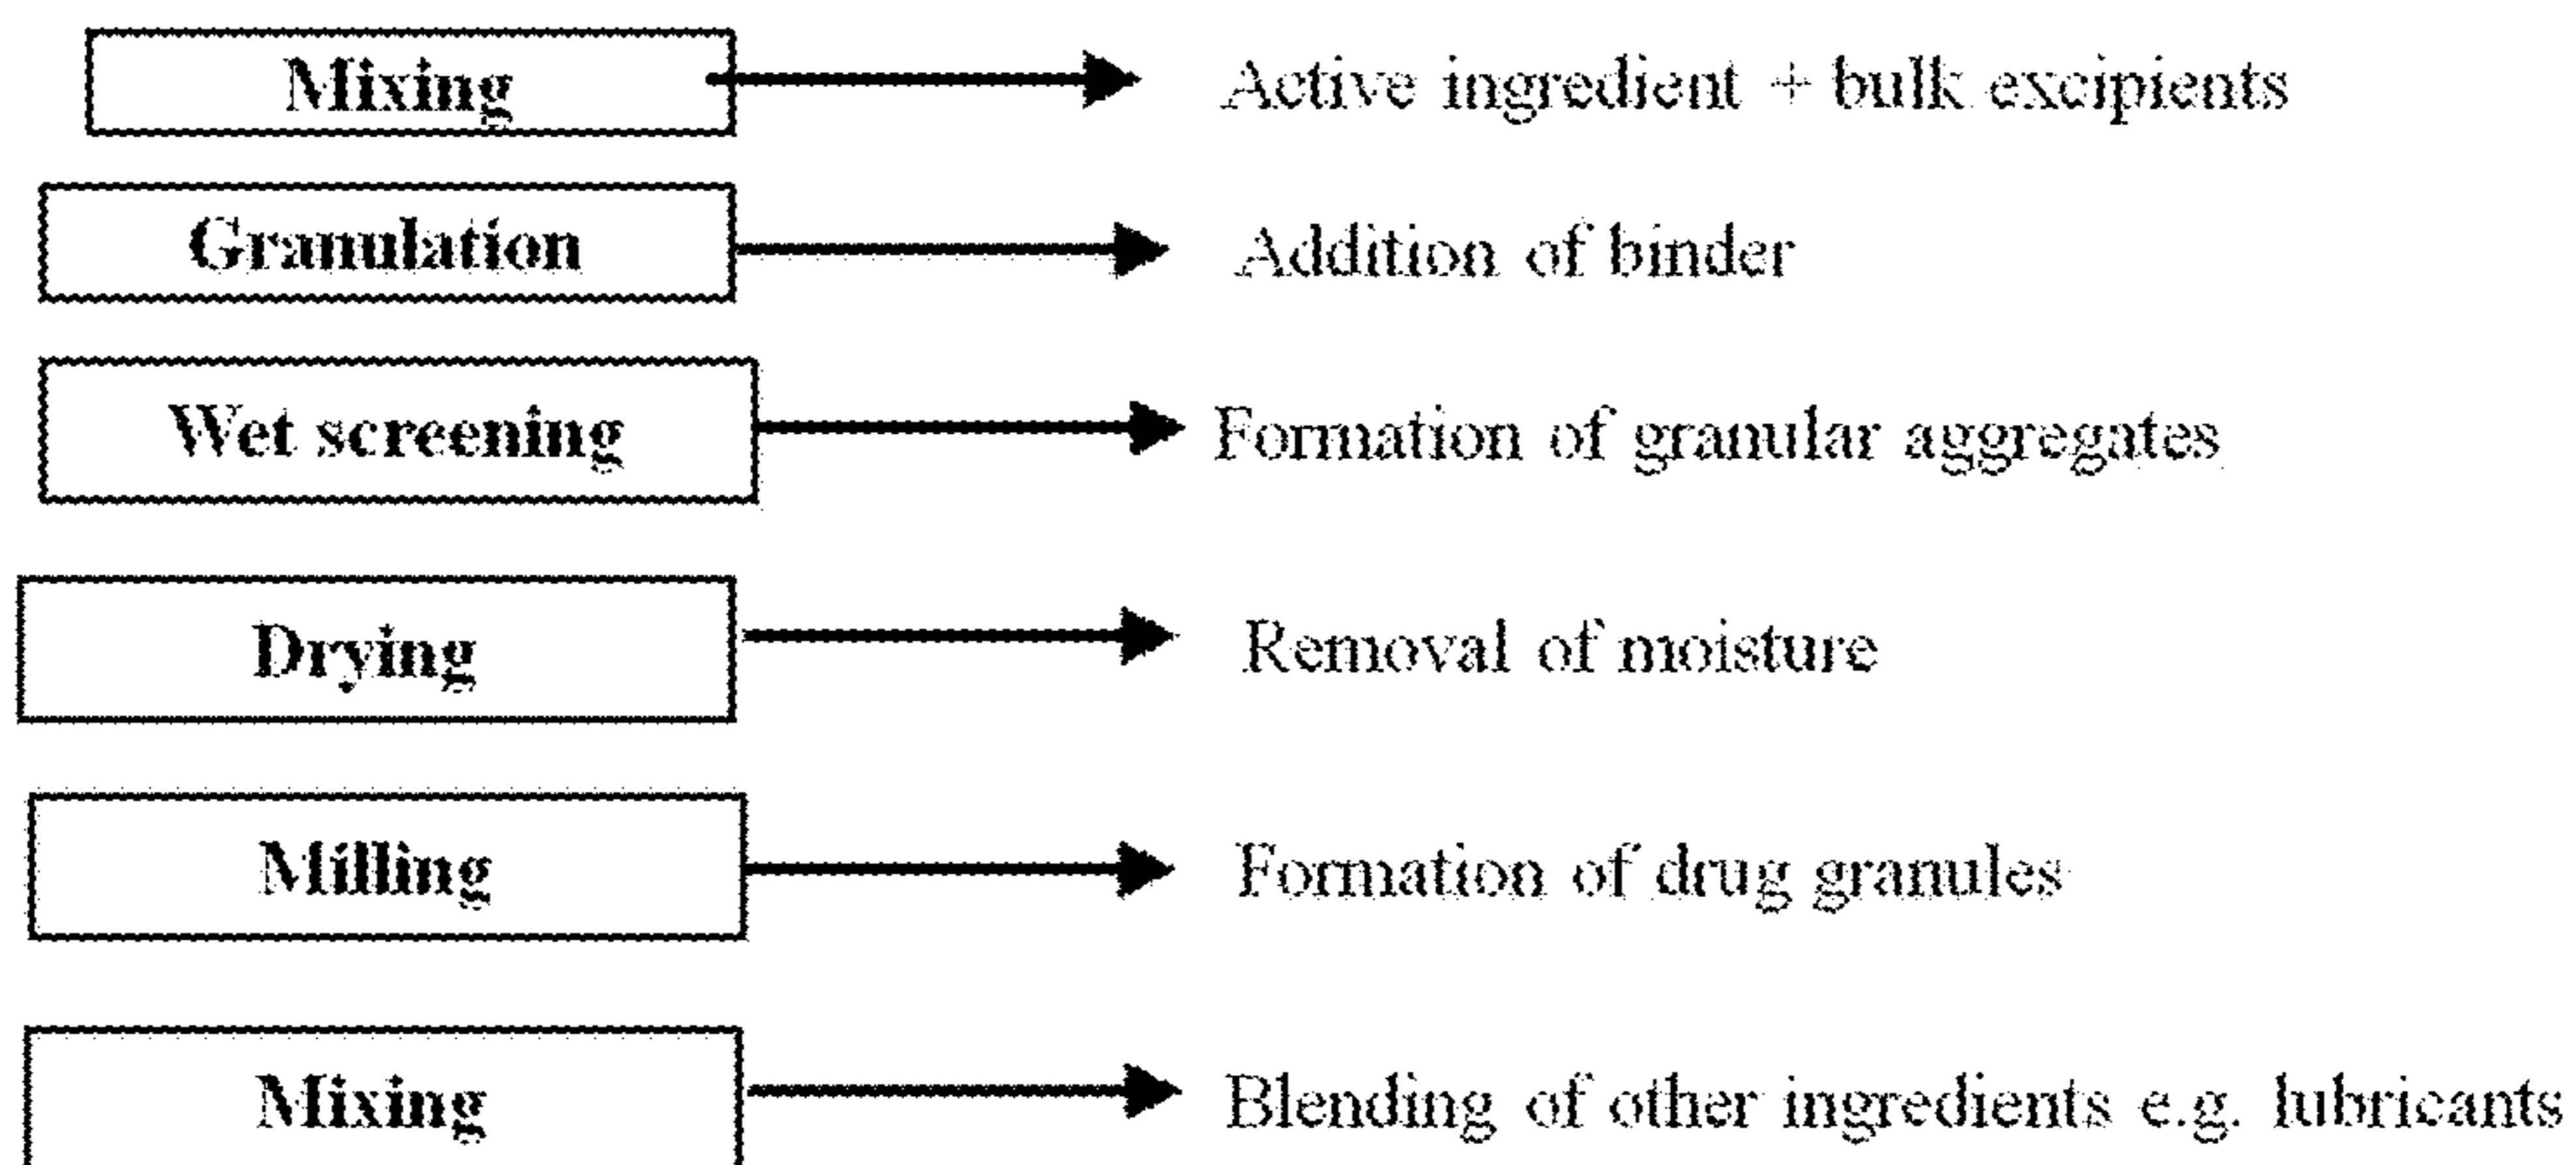 Mixing Active ingredient + bulk excipients
Granulation Addition of binder
Wet screening Formation of granular aggregates
Drying Removal of moisture
Milling Formation of drug granules
Mixing Blending of other ingredients e.g. lubricants